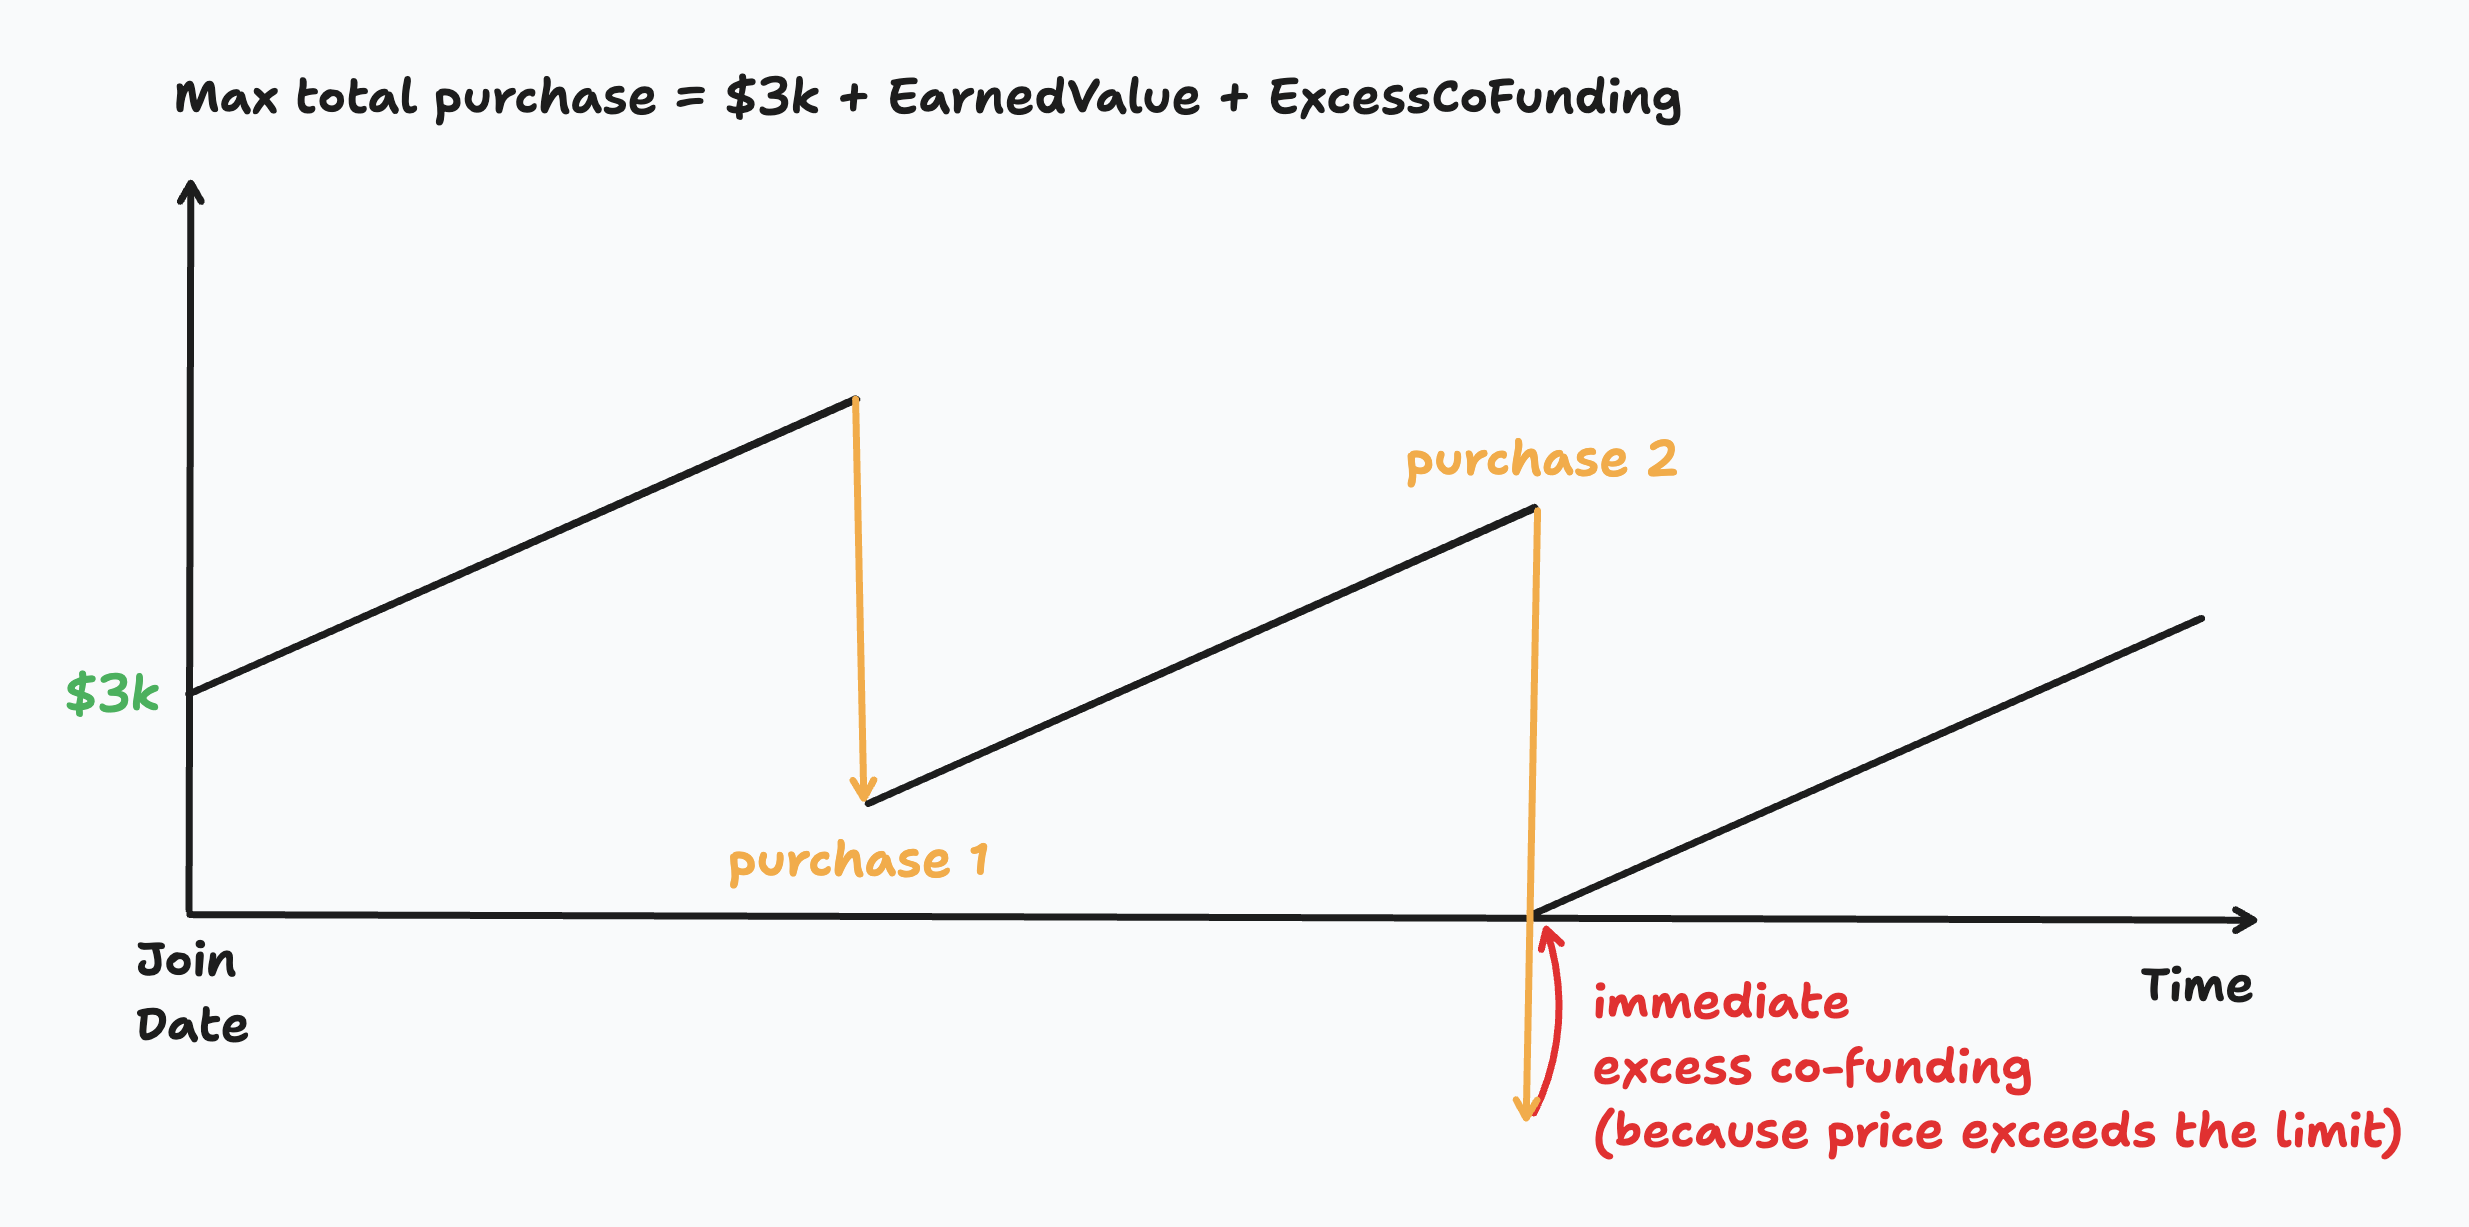 Max total purchase = $3k + EarnedValue + ExcessCoFunding
purchase 2
$3k
purchase 1
Join
Date
Time
immediate
excess co-funding
(because price exceeds the limit)